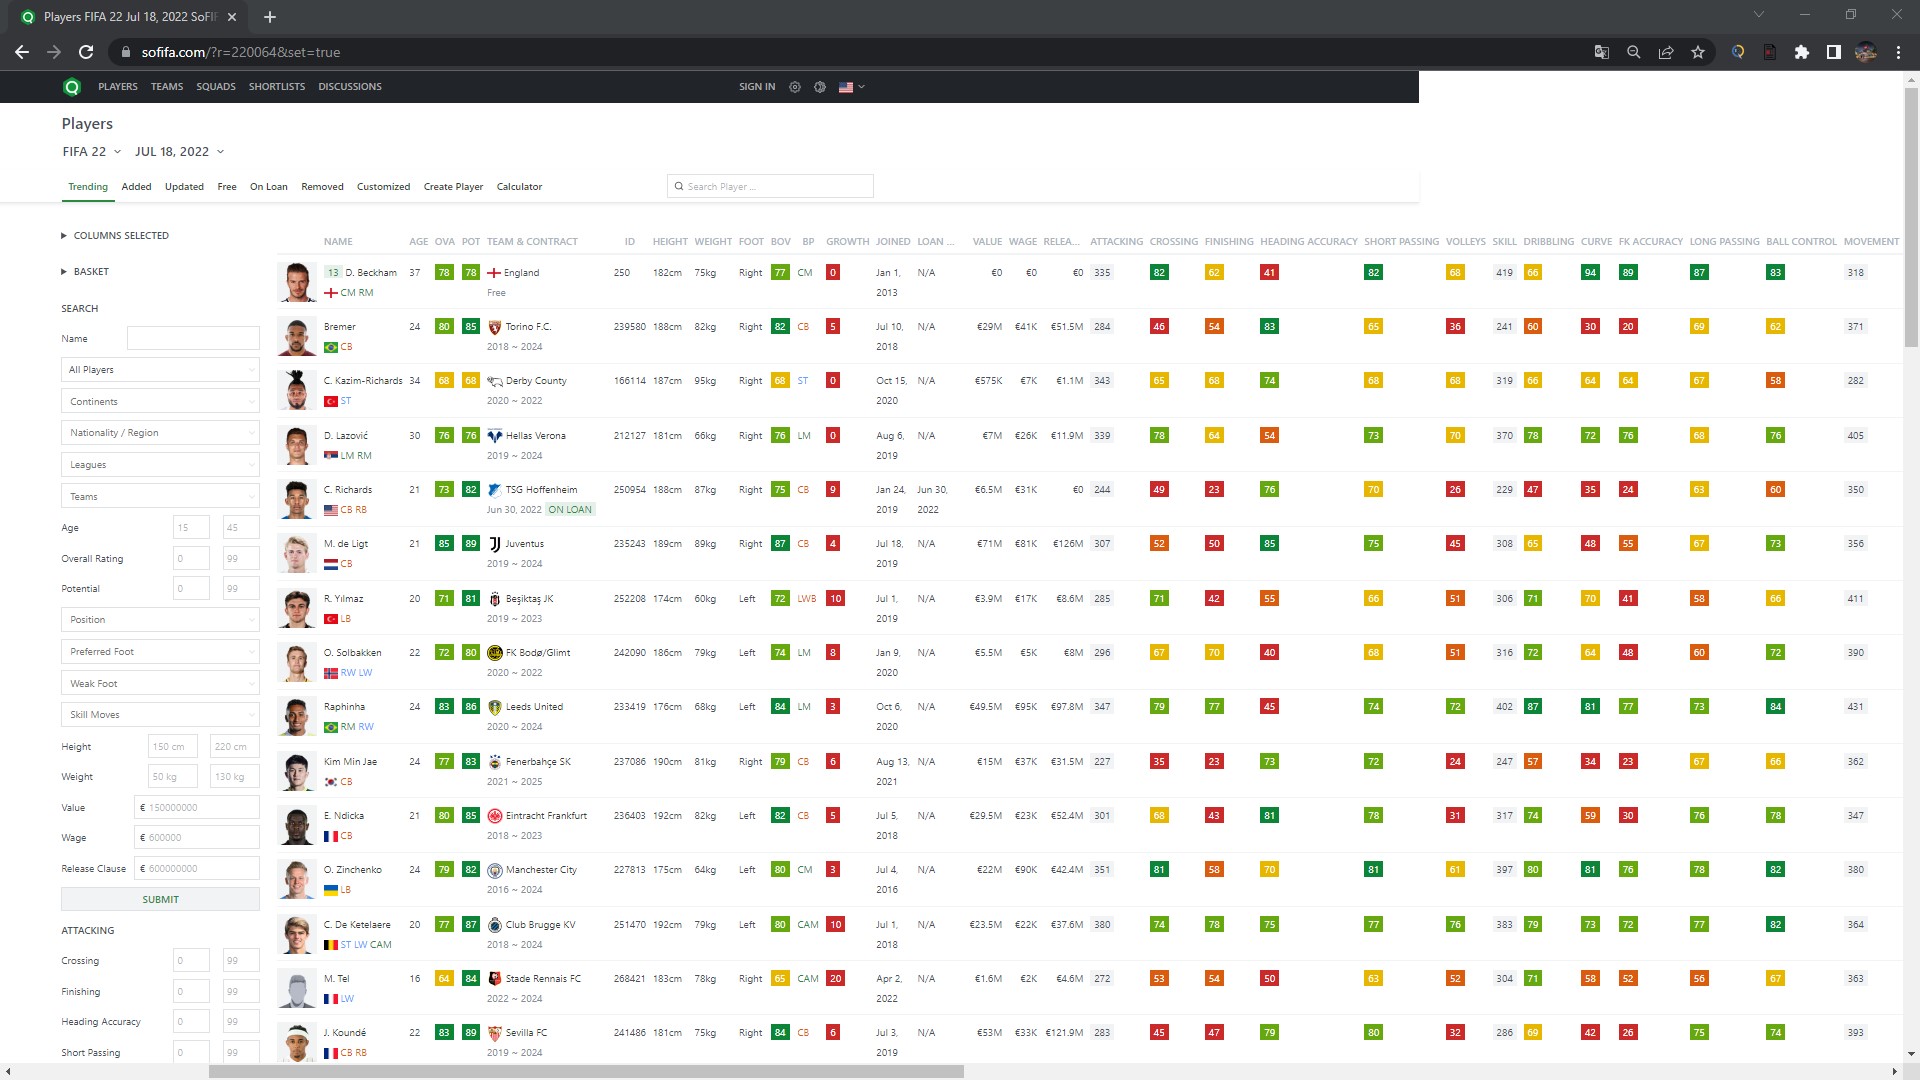 Players FIFA 22 Jul 18, 2022 SoFIF
sofifa.com/?r=220064&set=true
PLAYERS TEAMS SQUADS SHORTLISTS DISCUSSIONS SIGN IN
Players
FIFA 22 JUL 18, 2022
Trending Added Updated Free On Loan Removed Customized Create Player Calculator Search Player ...
COLUMNS SELECTED
BASKET
SEARCH
Name
All Players
Continents
Nationality / Region
Leagues
Teams
Age 15 45
Overall Rating 0 99
Potential 0 99
Position
Preferred Foot
Weak Foot
Skill Moves
Height 150 cm 220 cm
Weight 50 kg 130 kg
Value € 150000000
Wage € 600000
Release Clause € 600000000
SUBMIT
ATTACKING
Crossing 0 99
Finishing 0 99
Heading Accuracy 0 99
Short Passing 0 99
NAME AGE OVA POT TEAM & CONTRACT ID HEIGHT WEIGHT FOOT BOV BP GROWTH JOINED LOAN ... VALUE WAGE RELEA... ATTACKING CROSSING FINISHING HEADING ACCURACY SHORT PASSING VOLLEYS SKILL DRIBBLING CURVE FK ACCURACY LONG PASSING BALL CONTROL MOVEMENT
13 D. Beckham 37 78 78 England 250 182cm 75kg Right 77 CM 0 Jan 1, N/A €0 €0 €0 335 82 62 41 82 68 419 66 94 89 87 83 318
CM RM Free 2013
Bremer 24 80 85 Torino F.C. 239580 188cm 82kg Right 82 CB 5 Jul 10, N/A €29M €41K €51.5M 284 46 54 83 65 36 241 60 30 20 69 62 371
CB 2018 ~ 2024 2018
C. Kazim-Richards 34 68 68 Derby County 166114 187cm 95kg Right 68 ST 0 Oct 15, N/A €575K €7K €1.1M 343 65 68 74 68 68 319 66 64 64 67 58 282
ST 2020 ~ 2022 2020
D. Lazović 30 76 76 Hellas Verona 212127 181cm 66kg Right 76 LM 0 Aug 6, N/A €7M €26K €11.9M 339 78 64 54 73 70 370 78 72 76 68 76 405
LM RM 2019 ~ 2024 2019
C. Richards 21 73 82 TSG Hoffenheim 250954 188cm 87kg Right 75 CB 9 Jan 24, Jun 30, €6.5M €31K €0 244 49 23 76 70 26 229 47 35 24 63 60 350
CB RB Jun 30, 2022 ON LOAN 2019 2022
M. de Ligt 21 85 89 Juventus 235243 189cm 89kg Right 87 CB 4 Jul 18, N/A €71M €81K €126M 307 52 50 85 75 45 308 65 48 55 67 73 356
CB 2019 ~ 2024 2019
R. Yılmaz 20 71 81 Beşiktaş JK 252208 174cm 60kg Left 72 LWB 10 Jul 1, N/A €3.9M €17K €8.6M 285 71 42 55 66 51 306 71 70 41 58 66 411
LB 2019 ~ 2023 2019
O. Solbakken 22 72 80 FK Bodø/Glimt 242090 186cm 79kg Left 74 LM 8 Jan 9, N/A €5.5M €5K €8M 296 67 70 40 68 51 316 72 64 48 60 72 390
RW LW 2020 ~ 2022 2020
Raphinha 24 83 86 Leeds United 233419 176cm 68kg Left 84 LM 3 Oct 6, N/A €49.5M €95K €97.8M 347 79 77 45 74 72 402 87 81 77 73 84 431
RM RW 2020 ~ 2024 2020
Kim Min Jae 24 77 83 Fenerbahçe SK 237086 190cm 81kg Right 79 CB 6 Aug 13, N/A €15M €37K €31.5M 227 35 23 73 72 24 247 57 34 23 67 66 362
CB 2021 ~ 2025 2021
E. Ndicka 21 80 85 Eintracht Frankfurt 236403 192cm 82kg Left 82 CB 5 Jul 5, N/A €29.5M €23K €52.4M 301 68 43 81 78 31 317 74 59 30 76 78 347
CB 2018 ~ 2023 2018
O. Zinchenko 24 79 82 Manchester City 227813 175cm 64kg Left 80 CM 3 Jul 4, N/A €22M €90K €42.4M 351 81 58 70 81 61 397 80 81 76 78 82 380
LB 2016 ~ 2024 2016
C. De Ketelaere 20 77 87 Club Brugge KV 251470 192cm 79kg Left 80 CAM 10 Jul 1, N/A €23.5M €22K €37.6M 380 74 78 75 77 76 383 79 73 72 77 82 364
ST LW CAM 2018 ~ 2024 2018
M. Tel 16 64 84 Stade Rennais FC 268421 183cm 78kg Right 65 CAM 20 Apr 2, N/A €1.6M €2K €4.6M 272 53 54 50 63 52 304 71 58 52 56 67 363
LW 2022 ~ 2024 2022
J. Koundé 22 83 89 Sevilla FC 241486 181cm 75kg Right 84 CB 6 Jul 3, N/A €53M €33K €121.9M 283 45 47 79 80 32 286 69 42 26 75 74 393
CB RB 2019 ~ 2024 2019